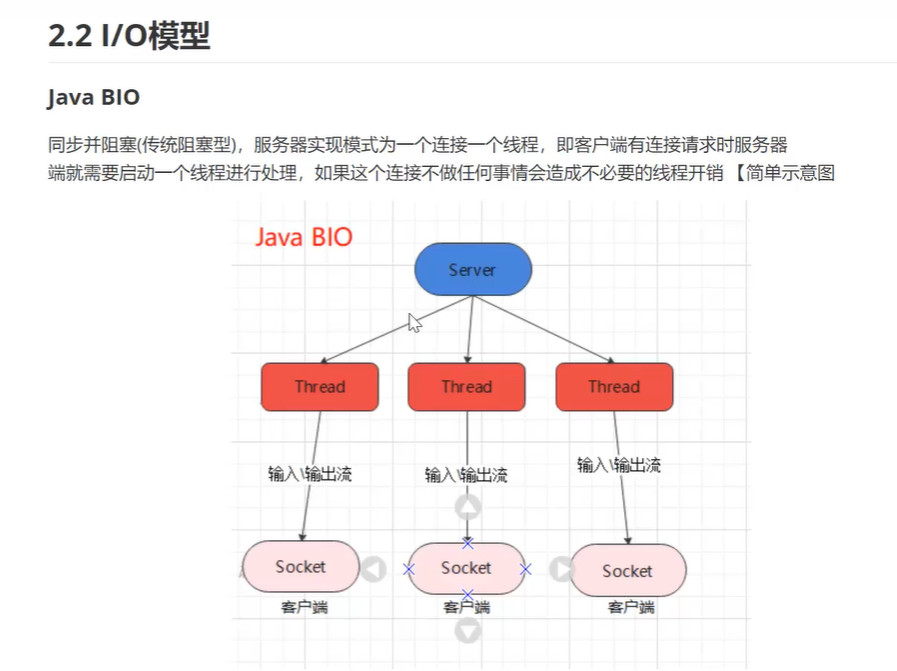 2.2 I/O模型
Java BIO
同步并阻塞(传统阻塞型)，服务器实现模式为一个连接一个线程，即客户端有连接请求时服务器
端就需要启动一个线程进行处理，如果这个连接不做任何事情会造成不必要的线程开销 【简单示意图
Java BIO
Server
Thread
Thread
Thread
输入\输出流
输入\输出流
输入\输出流
Socket
Socket
Socket
客户端
客户端
客户端